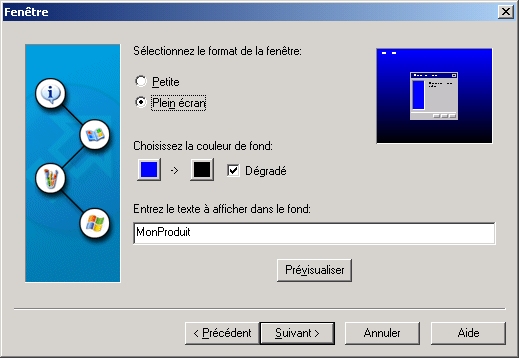 Fenêtre
Sélectionnez le format de la fenêtre:
Petite
Plein écran
Choisissez la couleur de fond:
-> Dégradé
Entrez le texte à afficher dans le fond:
MonProduit
Prévisualiser
< Précédent Suivant > Annuler Aide